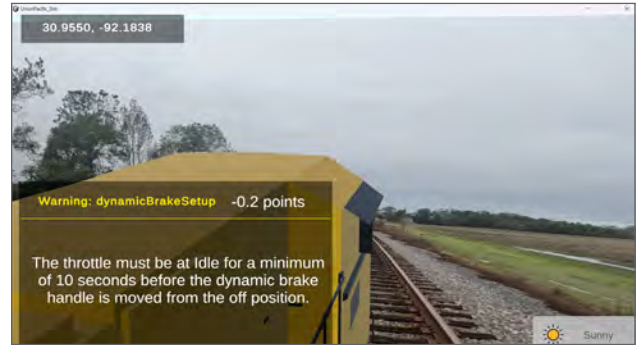 UnionPacific_Sim
30.9550, -92.1838
Warning: dynamicBrakeSetup -0.2 points
The throttle must be at Idle for a minimum
of 10 seconds before the dynamic brake
handle is moved from the off position.
Sunny